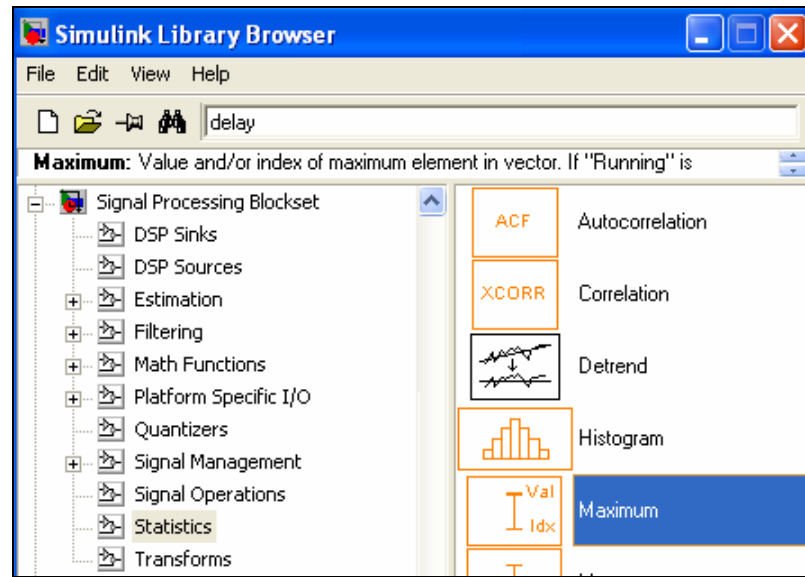 Simulink Library Browser
File Edit View Help
delay
Maximum: Value and/or index of maximum element in vector. If "Running" is
Signal Processing Blockset
DSP Sinks
DSP Sources
Estimation
Filtering
Math Functions
Platform Specific I/O
Quantizers
Signal Management
Signal Operations
Statistics
Transforms
ACF Autocorrelation
XCORR Correlation
Detrend
Histogram
Val
Idx
Maximum